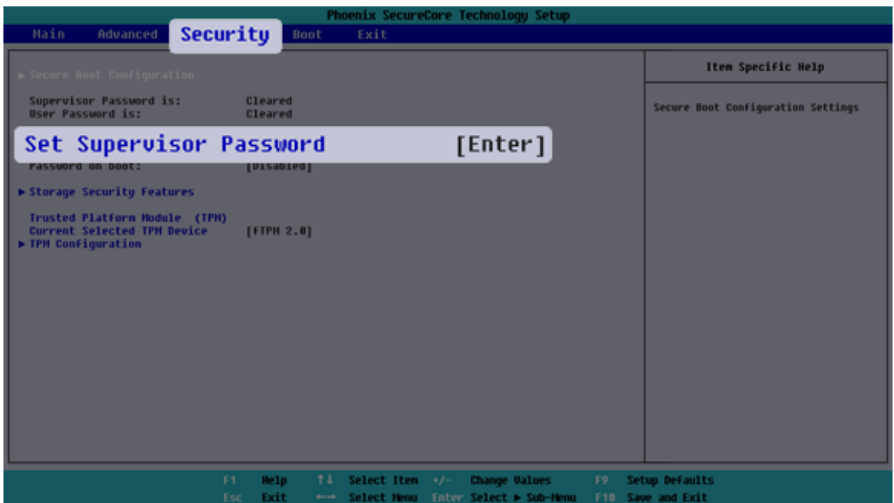 Phoenix SecureCore Technology Setup
Main Advanced Security Boot Exit
▶ Secure Boot Configuration
Item Specific Help
Supervisor Password is: Cleared
User Password is: Cleared
Secure Boot Configuration Settings
Set Supervisor Password [Enter]
Password on boot: [Disabled]
▶ Storage Security Features
Trusted Platform Module (TPM)
Current Selected TPM Device [fTPM 2.0]
▶ TPM Configuration
F1 Help ↑↓ Select Item +/- Change Values F9 Setup Defaults
Esc Exit ←→ Select Menu Enter Select ▶ Sub-Menu F10 Save and Exit